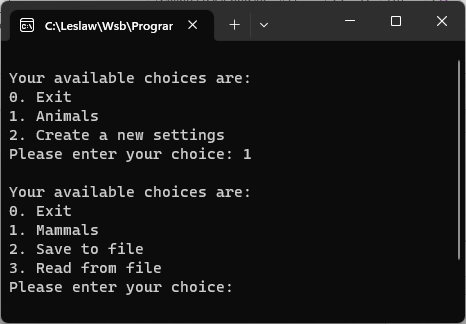 C:\Leslaw\Wsb\Prograr
Your available choices are:
0. Exit
1. Animals
2. Create a new settings
Please enter your choice: 1
Your available choices are:
0. Exit
1. Mammals
2. Save to file
3. Read from file
Please enter your choice: